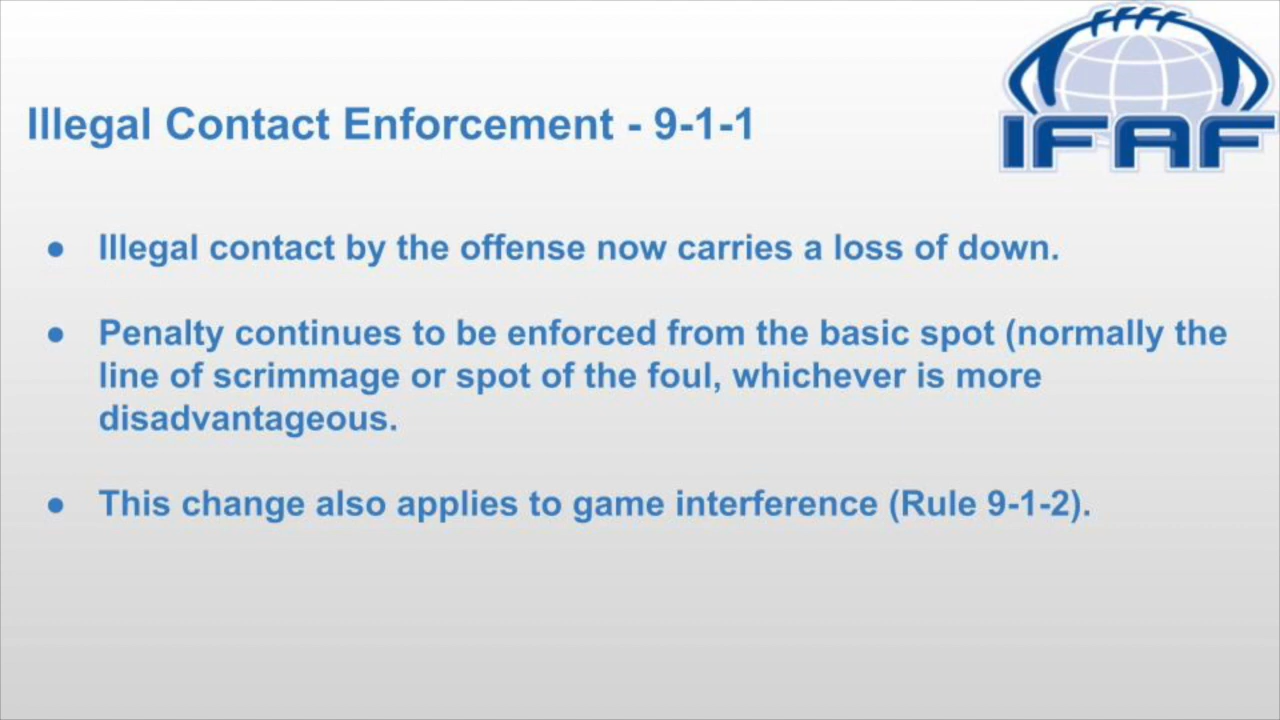 IFAF
Illegal Contact Enforcement - 9-1-1
● Illegal contact by the offense now carries a loss of down.
● Penalty continues to be enforced from the basic spot (normally the
line of scrimmage or spot of the foul, whichever is more
disadvantageous.
● This change also applies to game interference (Rule 9-1-2).